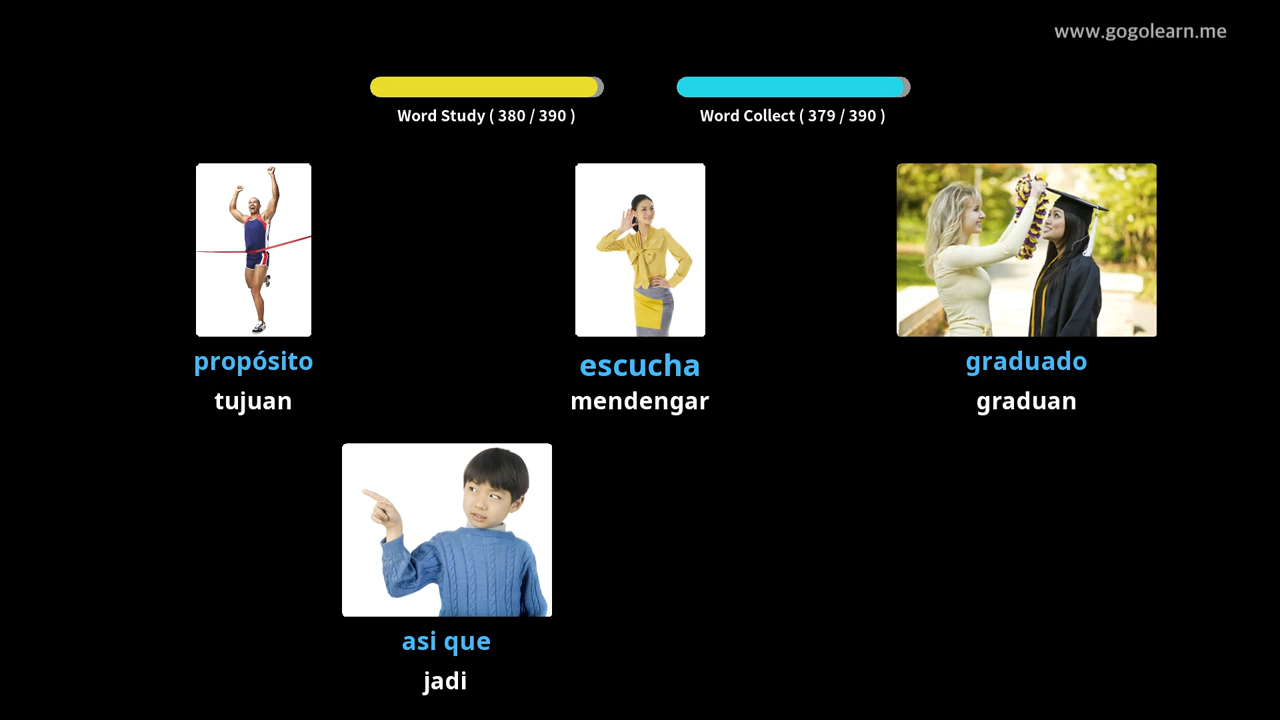 www.gogolearn.me
Word Study ( 380 / 390 )
Word Collect ( 379 / 390 )
propósito
tujuan
escucha
mendengar
graduado
graduan
asi que
jadi